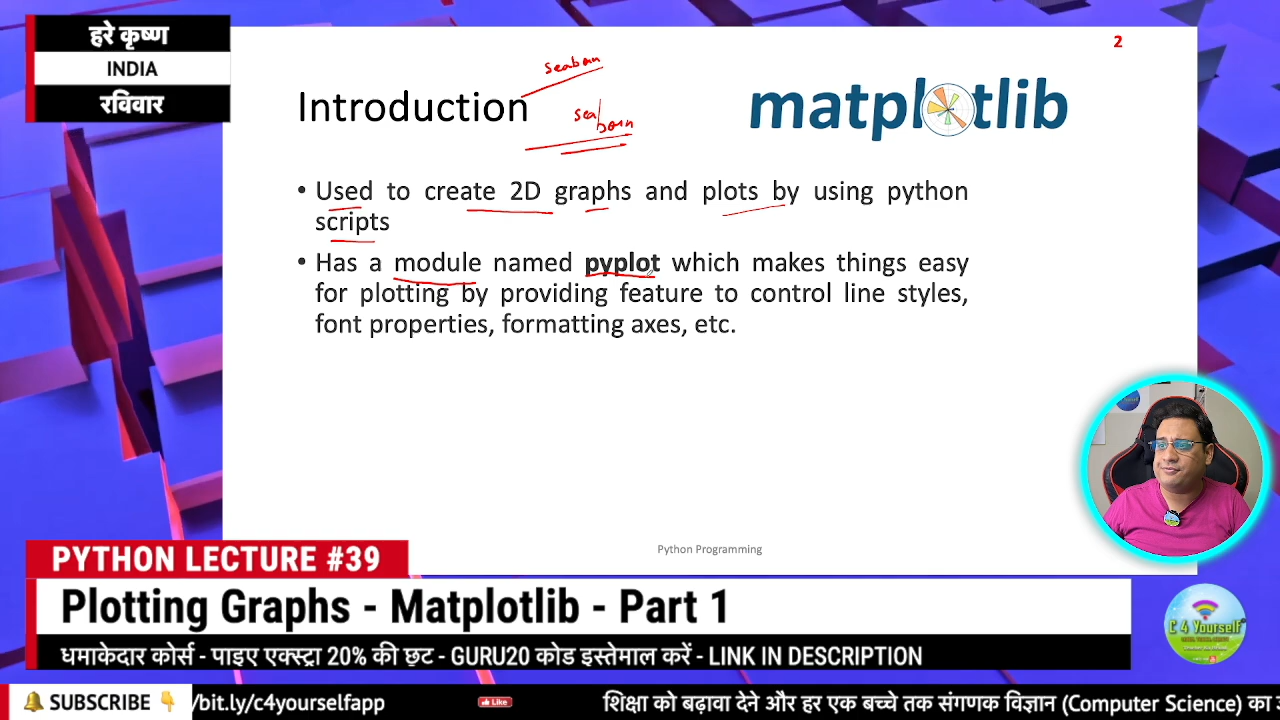 हरे कृष्ण
INDIA
रविवार
2
seaborn
Introduction
sea/born
matplotlib
• Used to create 2D graphs and plots by using python
scripts
• Has a module named pyplot which makes things easy
for plotting by providing feature to control line styles,
font properties, formatting axes, etc.
Python Programming
PYTHON LECTURE #39
Plotting Graphs - Matplotlib - Part 1
C 4 Yourself
धमाकेदार कोर्स - पाइए एक्स्ट्रा 20% की छूट - GURU20 कोड इस्तेमाल करें - LINK IN DESCRIPTION
🔔 SUBSCRIBE 👇 /bit.ly/c4yourselfapp
Like
शिक्षा को बढ़ावा देने और हर एक बच्चे तक संगणक विज्ञान (Computer Science) का